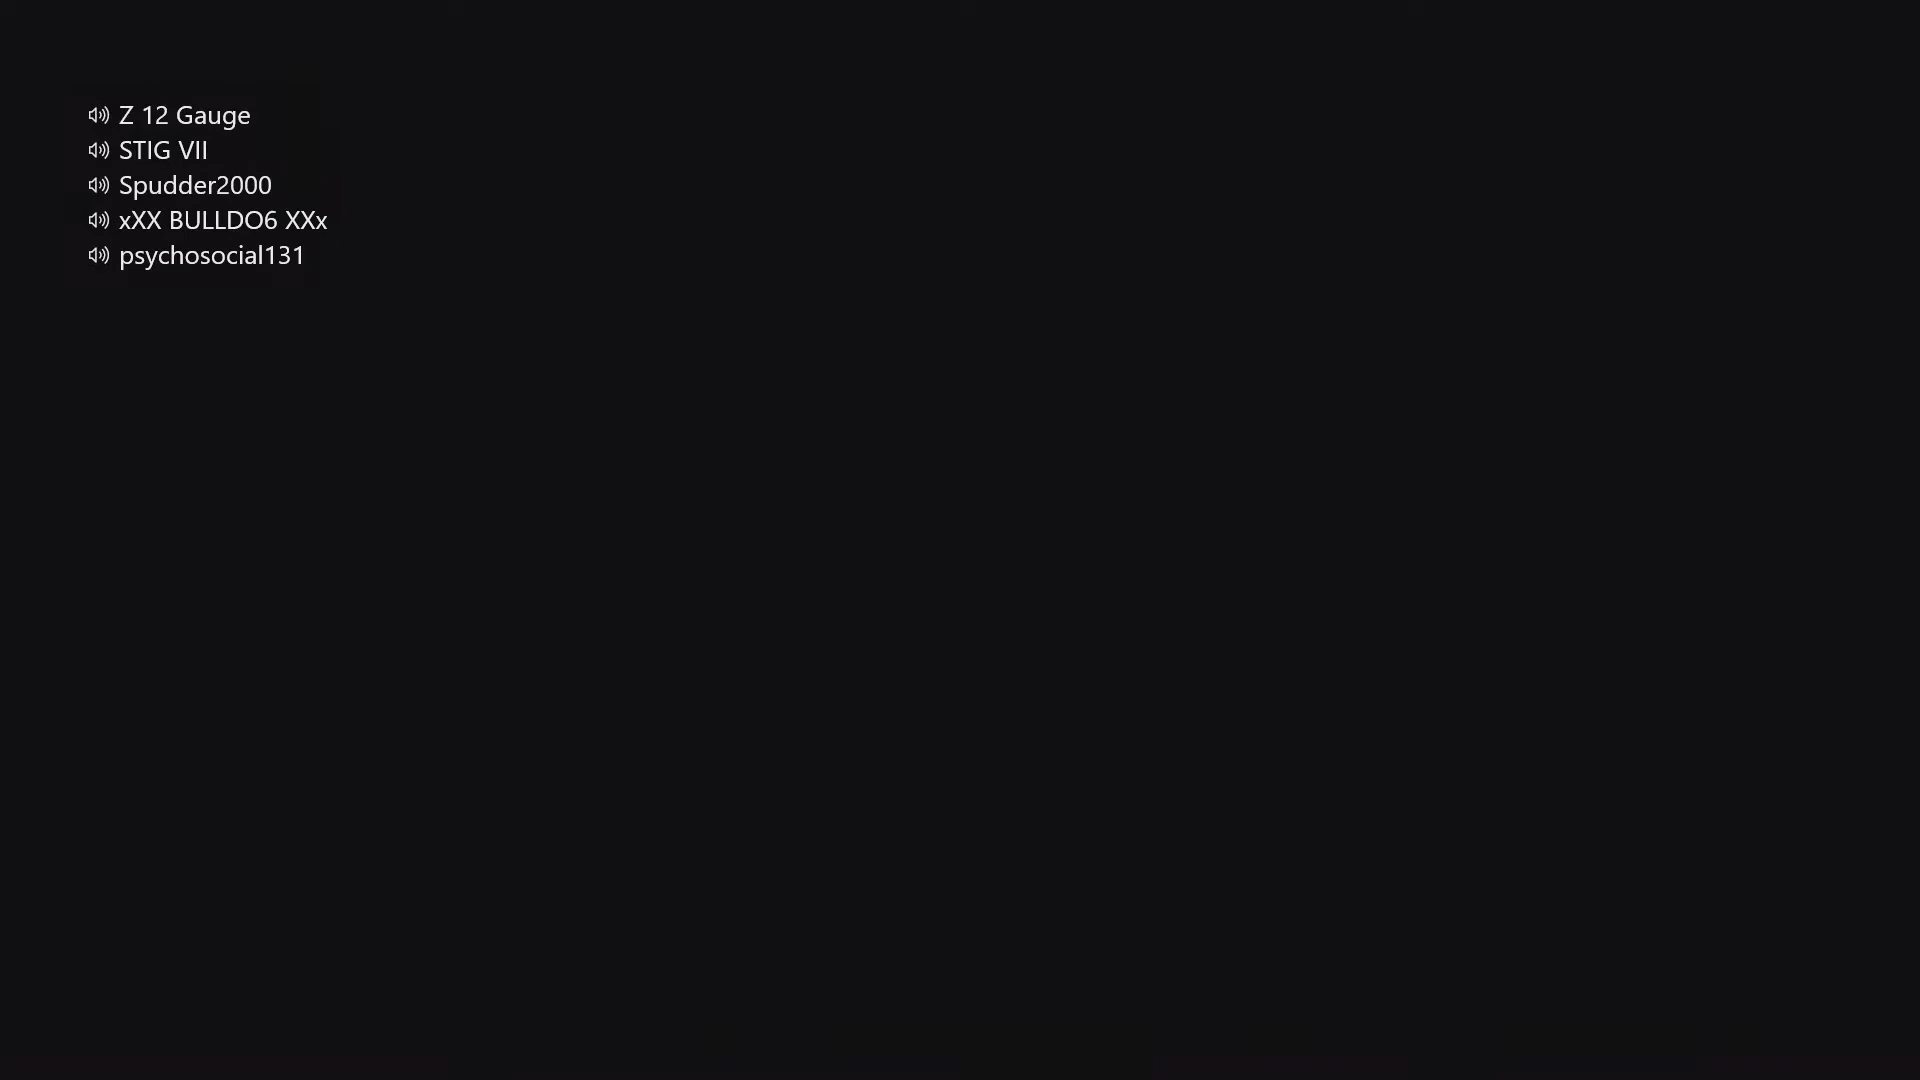 Z 12 Gauge
STIG VII
Spudder2000
xXX BULLDO6 XXx
psychosocial131